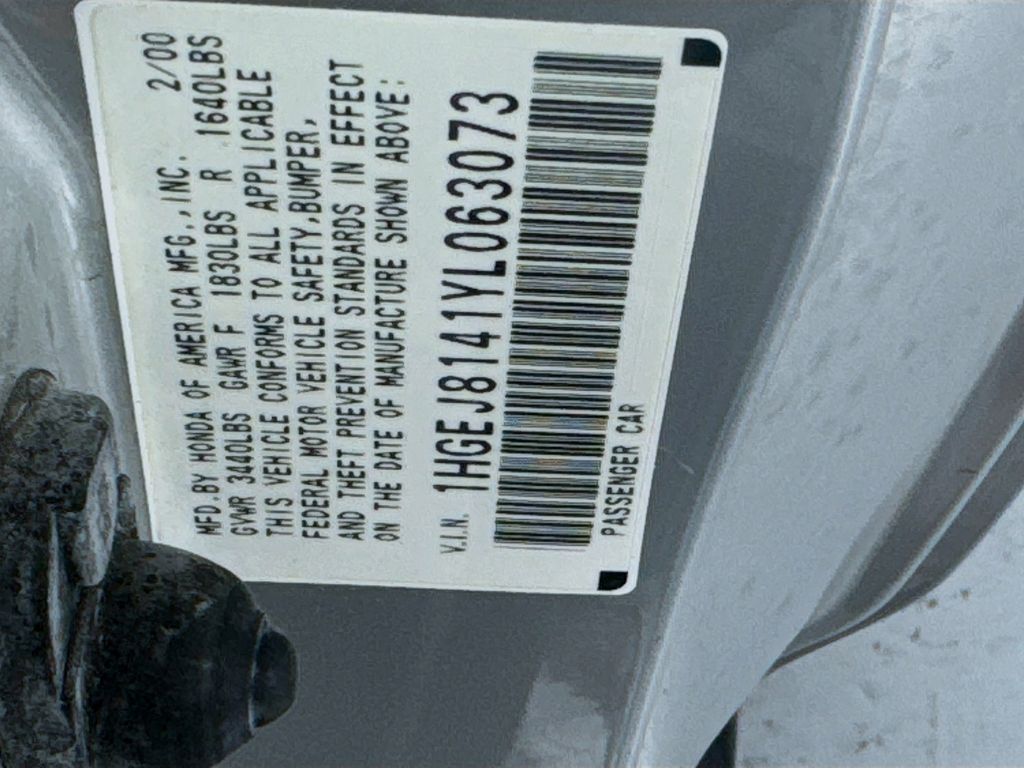 MFD.BY HONDA OF AMERICA MFG.,INC. 2/00
GVWR 3440LBS GAWR F 1830LBS R 1640LBS
THIS VEHICLE CONFORMS TO ALL APPLICABLE
FEDERAL MOTOR VEHICLE SAFETY,BUMPER,
AND THEFT PREVENTION STANDARDS IN EFFECT
ON THE DATE OF MANUFACTURE SHOWN ABOVE:
V.I.N. 1HGEJ8141YL063073
PASSENGER CAR